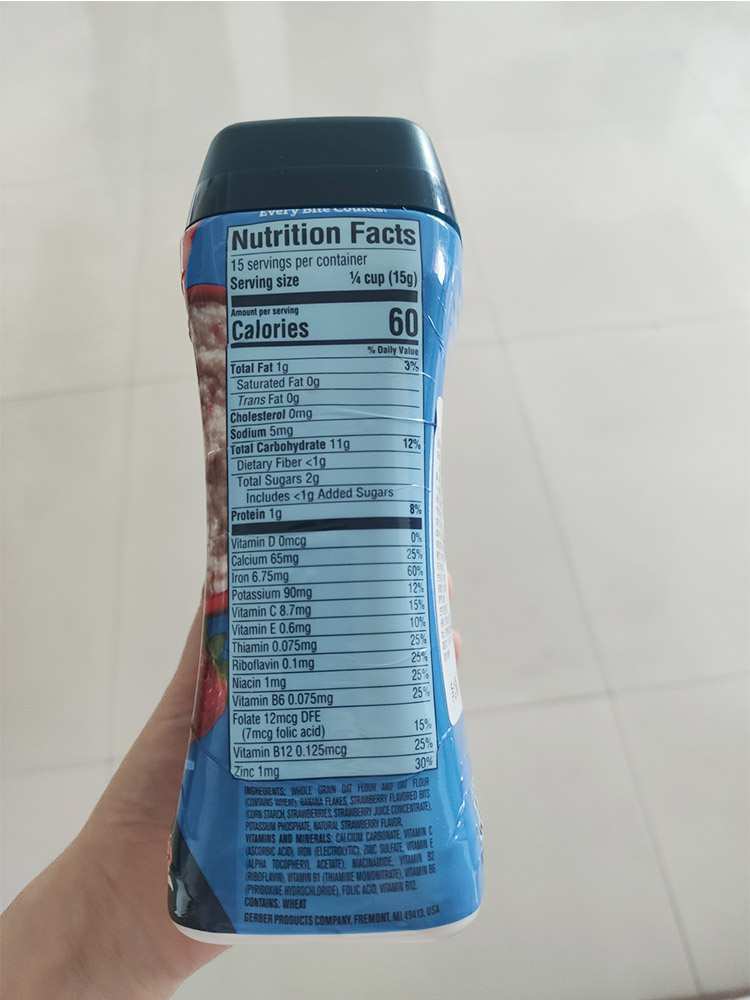 Every Bite Counts!
Nutrition Facts
15 servings per container
Serving size ¼ cup (15g)
Amount per serving
Calories 60
% Daily Value
Total Fat 1g 3%
Saturated Fat 0g
Trans Fat 0g
Cholesterol 0mg
Sodium 5mg
Total Carbohydrate 11g 12%
Dietary Fiber <1g
Total Sugars 2g
Includes <1g Added Sugars
Protein 1g 8%
Vitamin D 0mcg 0%
Calcium 65mg 25%
Iron 6.75mg 60%
Potassium 90mg 12%
Vitamin C 8.7mg 15%
Vitamin E 0.6mg 10%
Thiamin 0.075mg 25%
Riboflavin 0.1mg 25%
Niacin 1mg 25%
Vitamin B6 0.075mg 25%
Folate 12mcg DFE
(7mcg folic acid) 15%
Vitamin B12 0.125mcg 25%
Zinc 1mg 30%
INGREDIENTS: WHOLE GRAIN OAT FLOUR AND OAT FLOUR
(CONTAINS WHEAT), BANANA FLAKES, STRAWBERRY FLAVORED BITS
(CORN STARCH, STRAWBERRIES, STRAWBERRY JUICE CONCENTRATE),
POTASSIUM PHOSPHATE, NATURAL STRAWBERRY FLAVOR.
VITAMINS AND MINERALS: CALCIUM CARBONATE, VITAMIN C
(ASCORBIC ACID), IRON (ELECTROLYTIC), ZINC SULFATE, VITAMIN E
(ALPHA TOCOPHERYL ACETATE), NIACINAMIDE, VITAMIN B2
(RIBOFLAVIN), VITAMIN B1 (THIAMINE MONONITRATE), VITAMIN B6
(PYRIDOXINE HYDROCHLORIDE), FOLIC ACID, VITAMIN B12.
CONTAINS: WHEAT
GERBER PRODUCTS COMPANY, FREMONT, MI 49413, USA